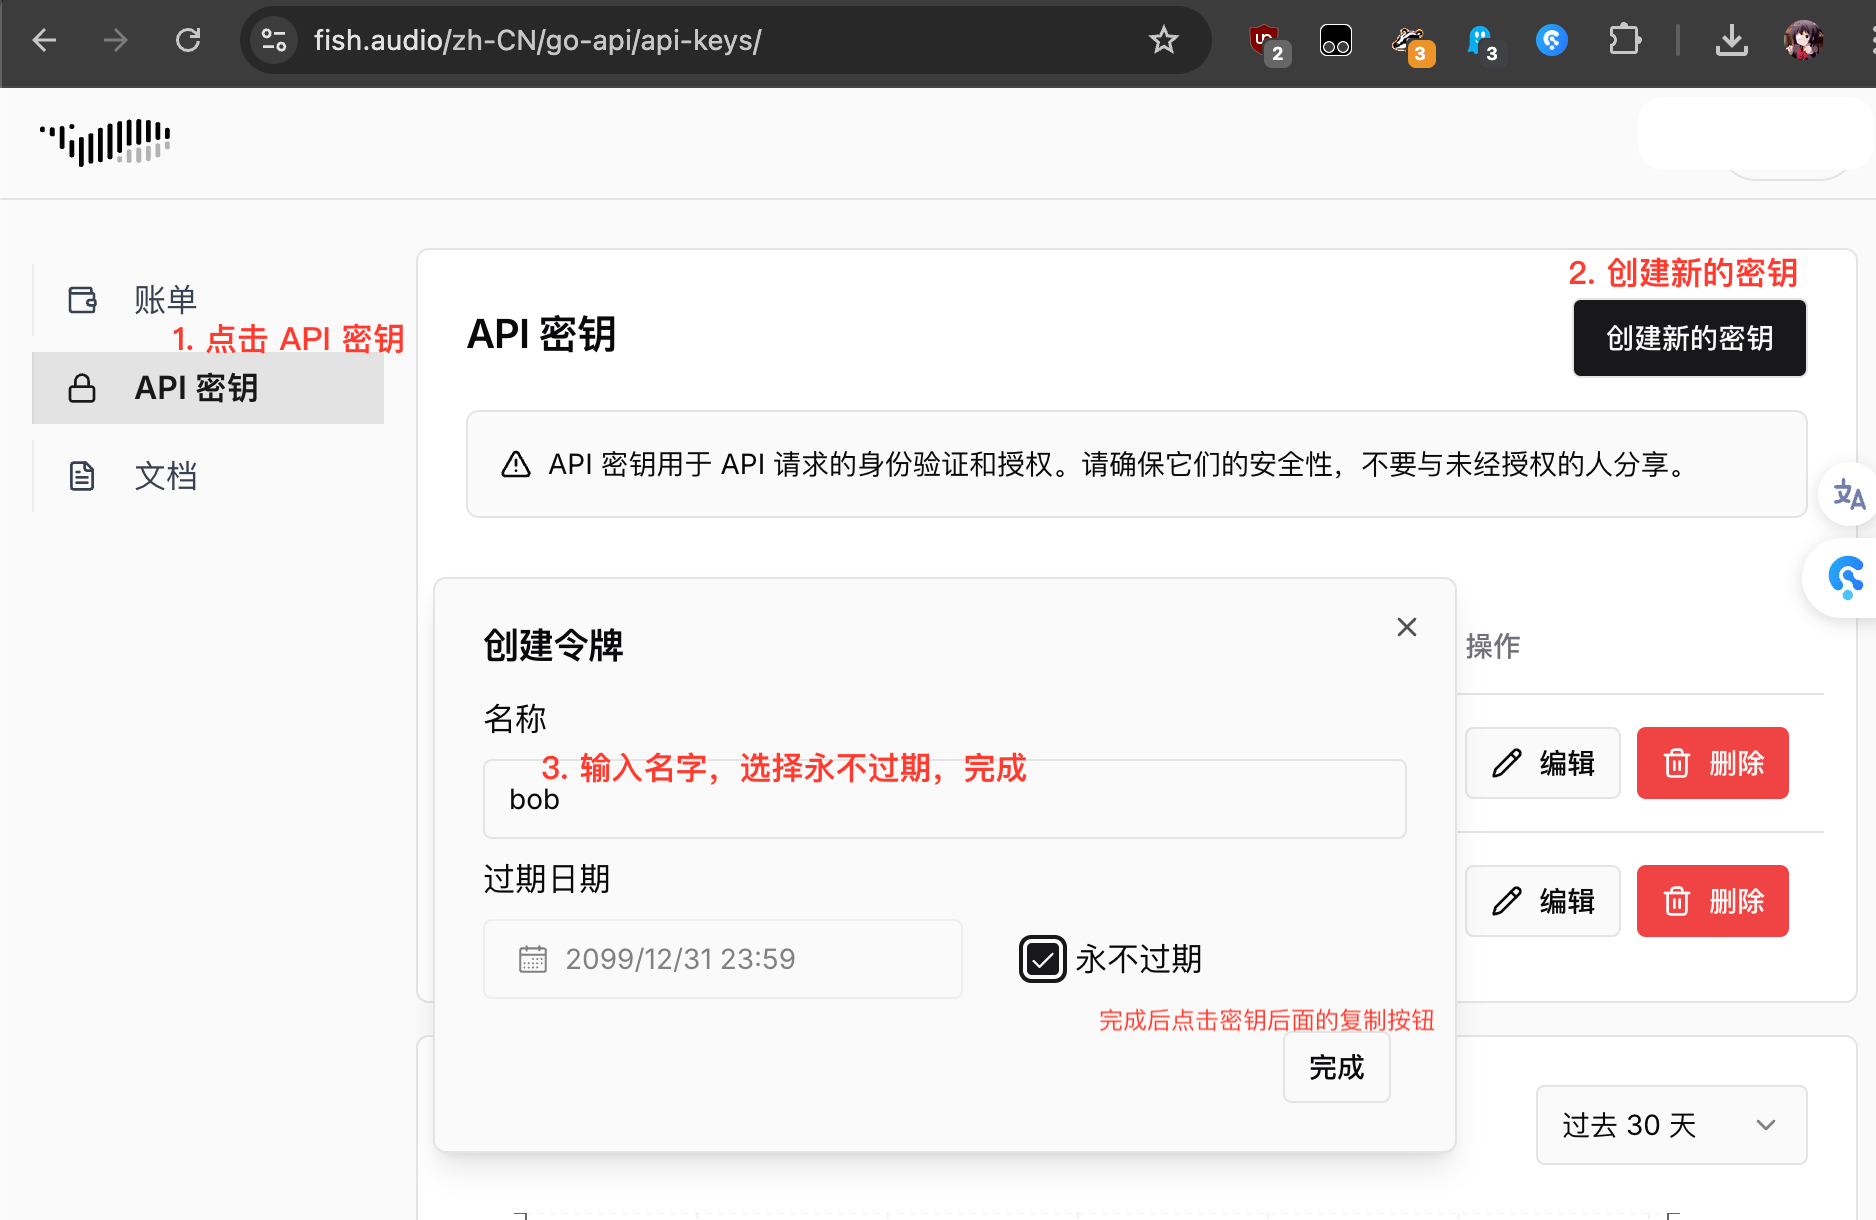 fish.audio/zh-CN/go-api/api-keys/
2
3
3
账单
1. 点击 API 密钥
API 密钥
文档
API 密钥
2. 创建新的密钥
创建新的密钥
API 密钥用于 API 请求的身份验证和授权。请确保它们的安全性，不要与未经授权的人分享。
操作
编辑
删除
编辑
删除
创建令牌
名称
3. 输入名字，选择永不过期，完成
bob
过期日期
2099/12/31 23:59
永不过期
完成后点击密钥后面的复制按钮
完成
过去 30 天